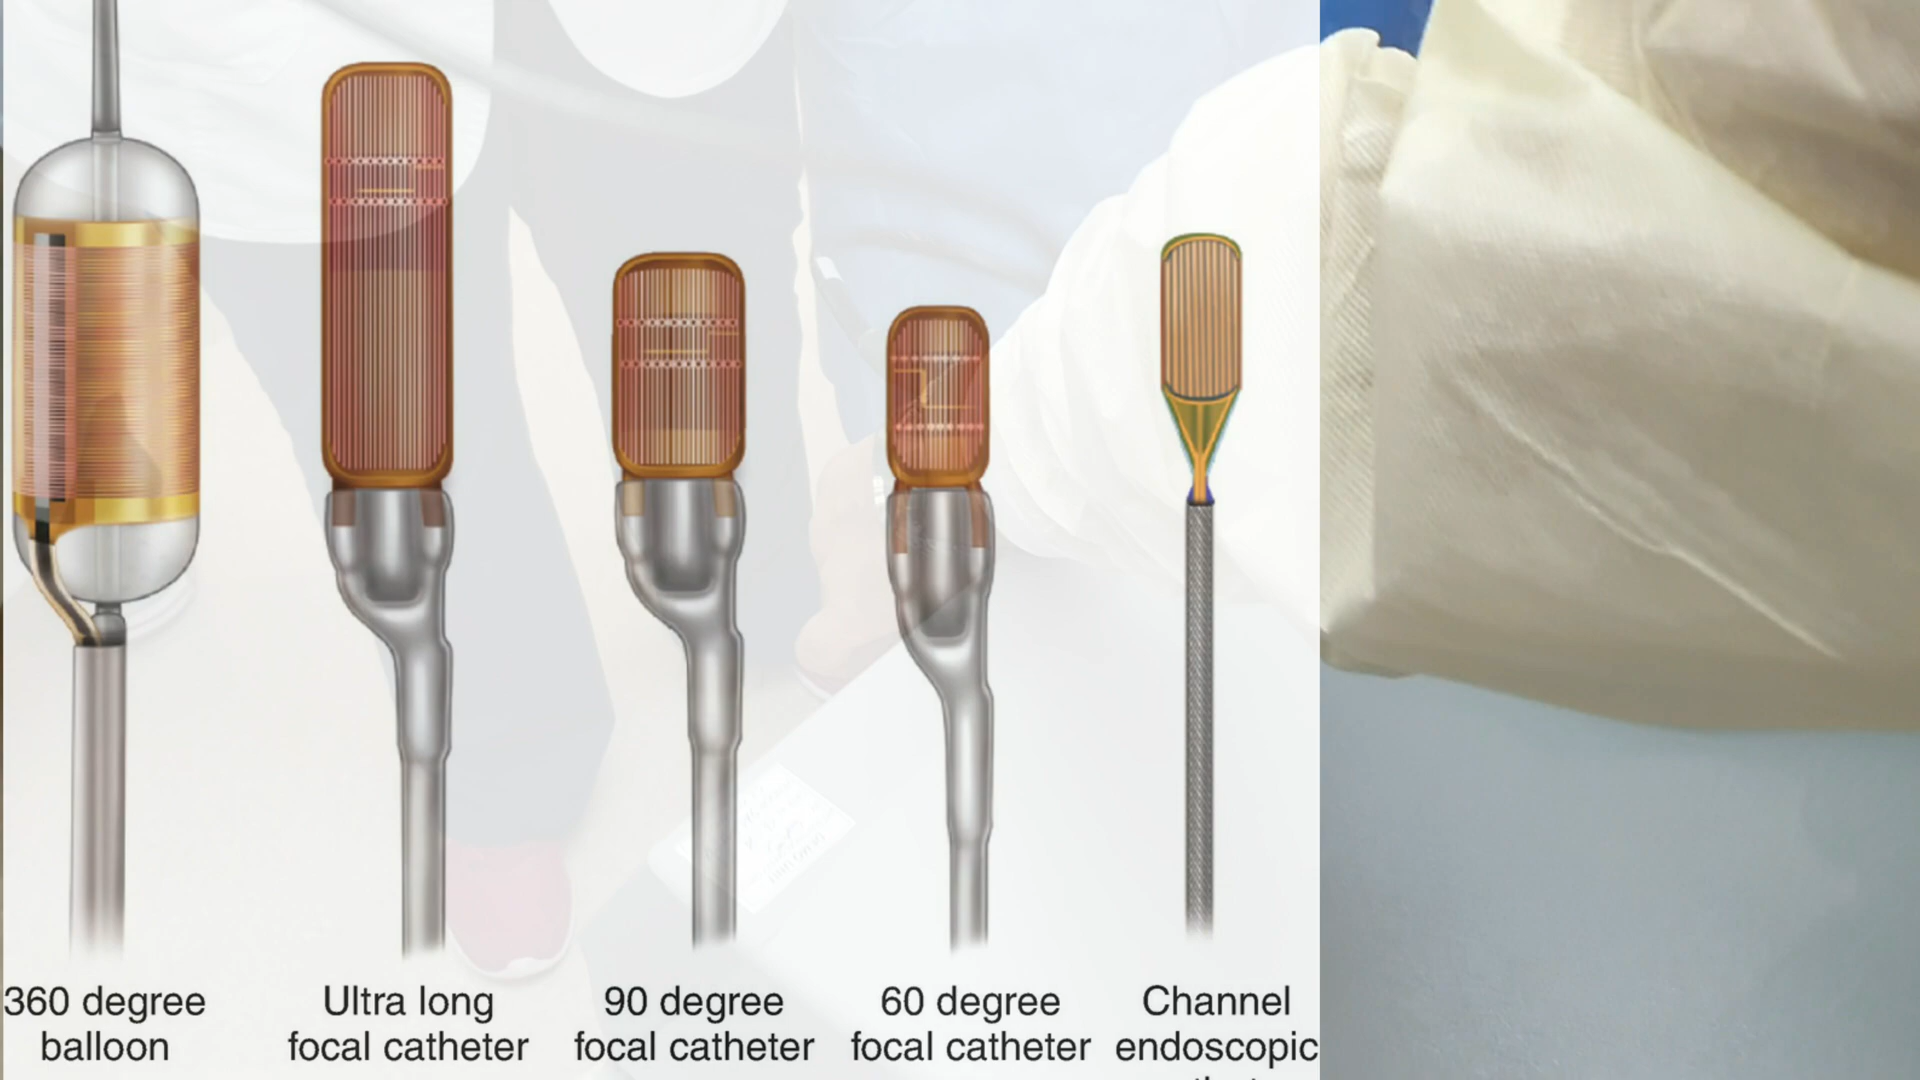 360 degree
balloon
Ultra long
focal catheter
90 degree
focal catheter
60 degree
focal catheter
Channel
endoscopic